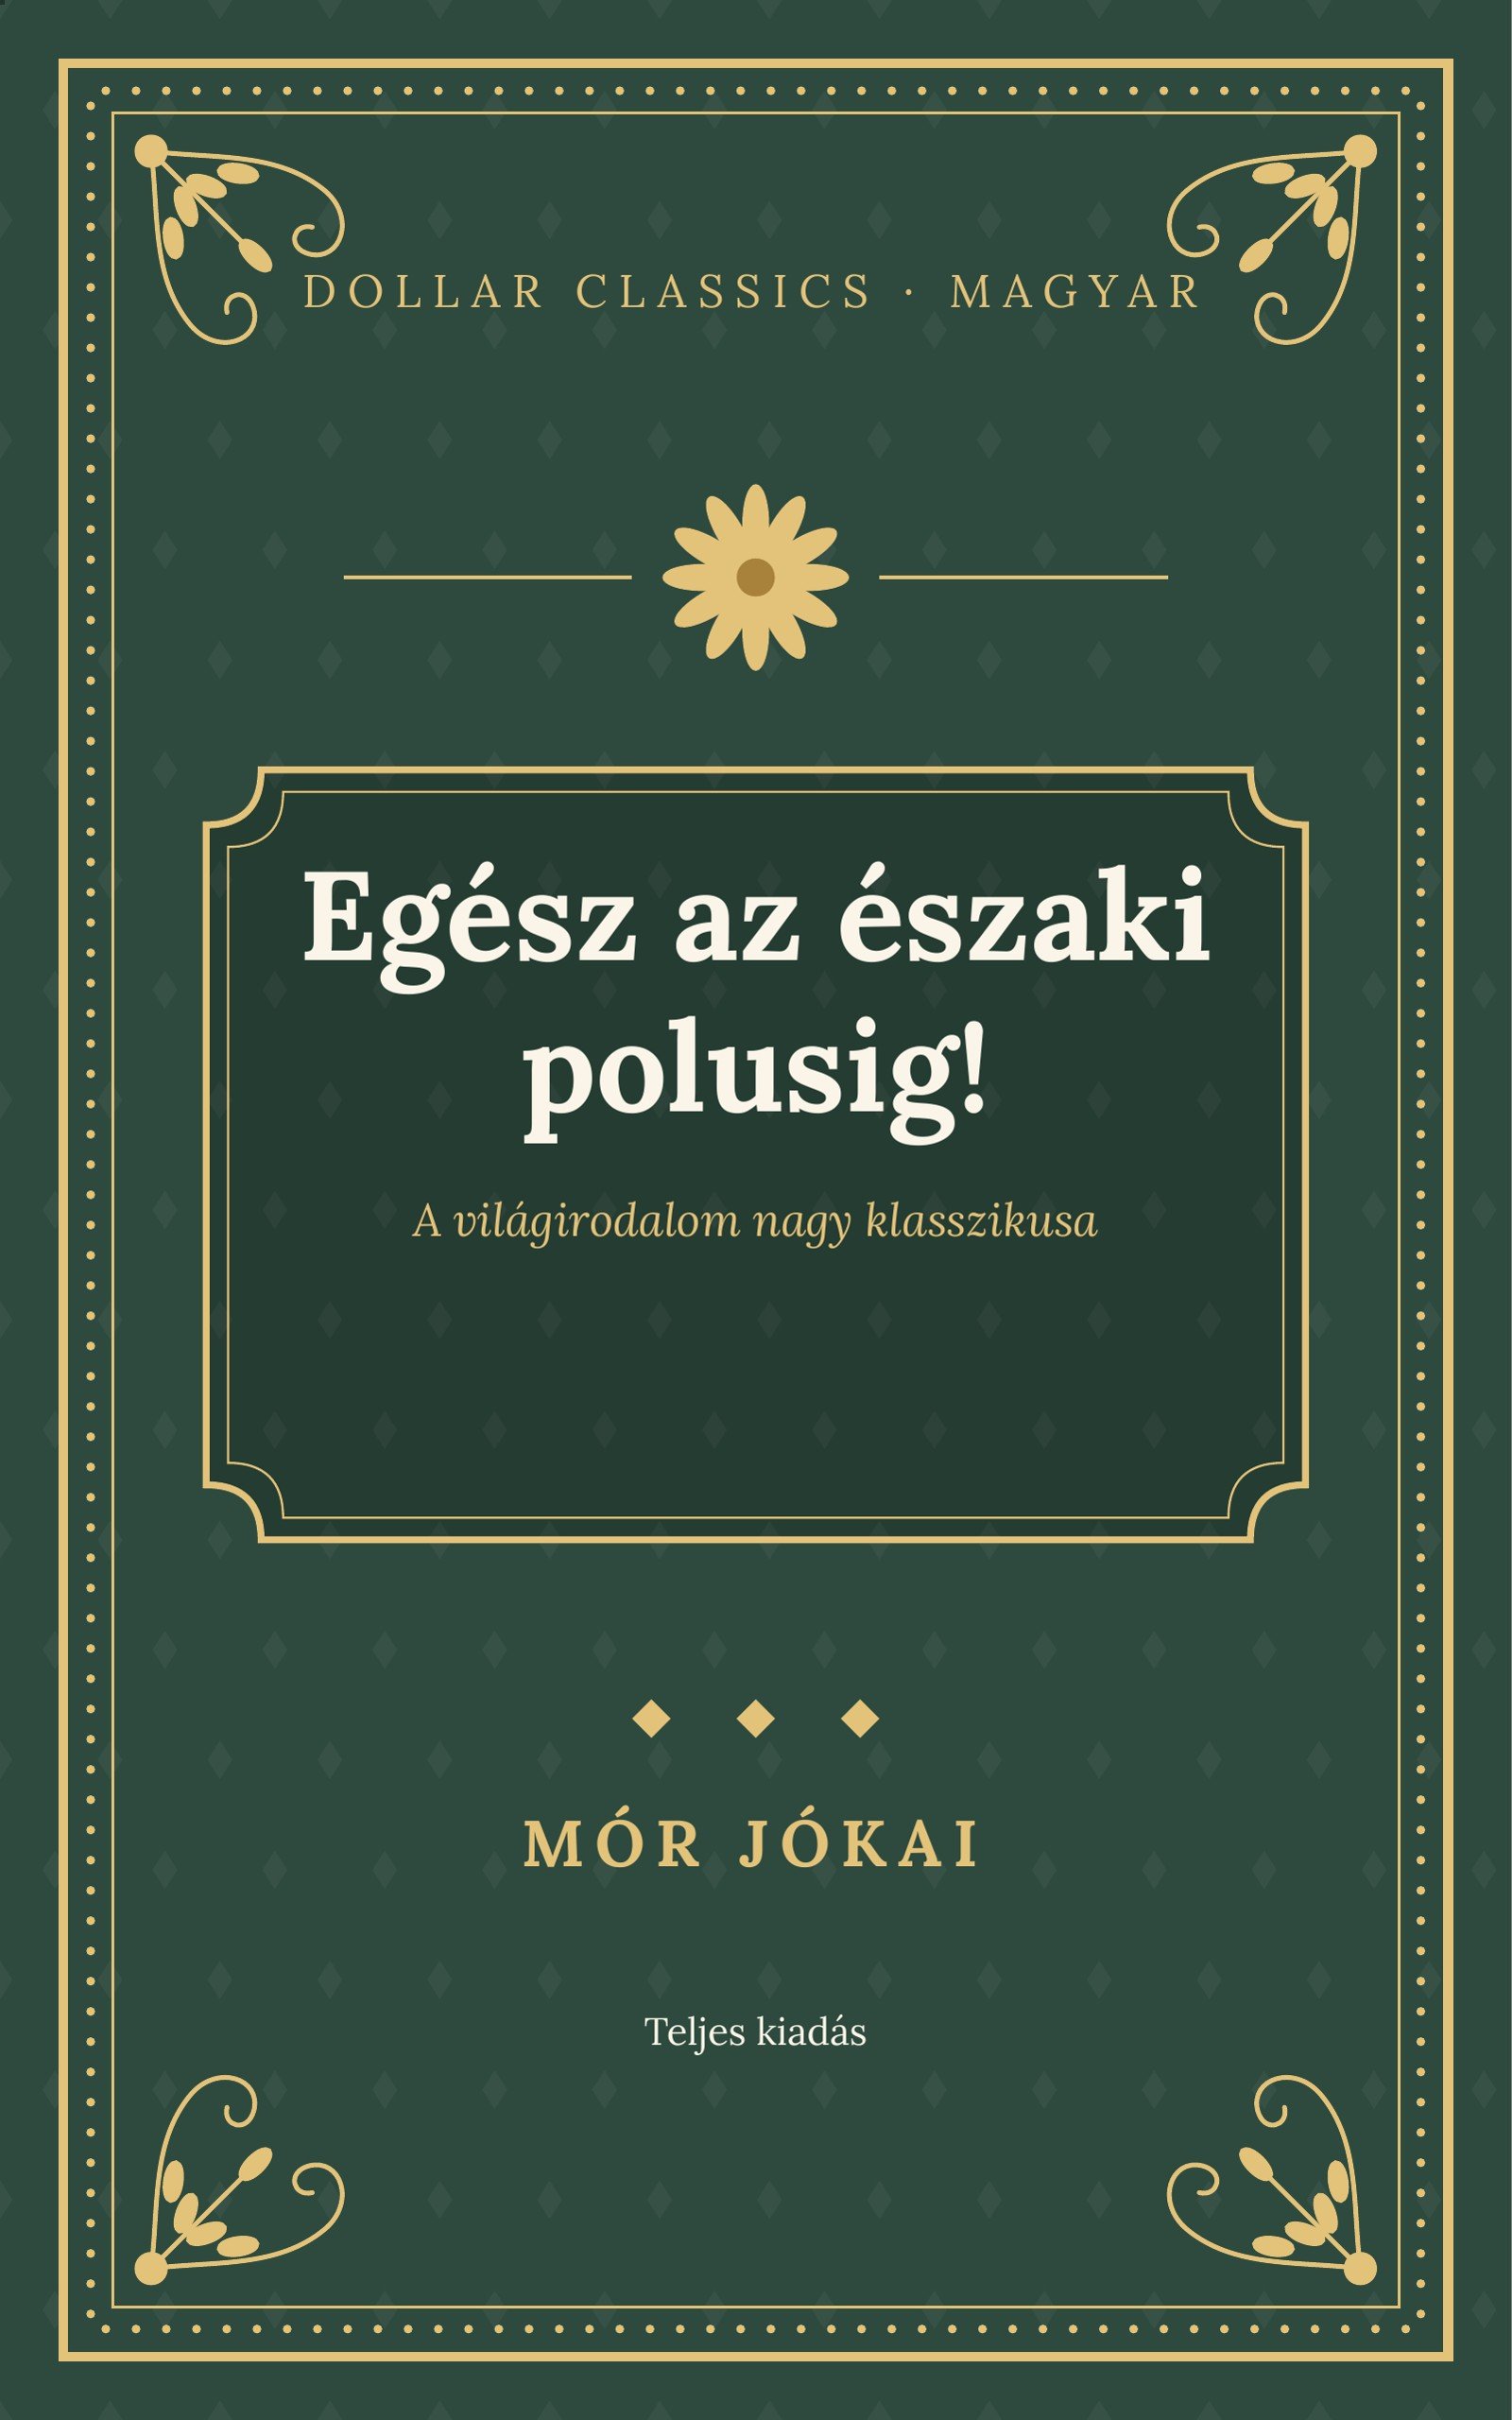 DOLLAR CLASSICS · MAGYAR
Egész az északi
polusig!
A világirodalom nagy klasszikusa
MÓR JÓKAI
Teljes kiadás